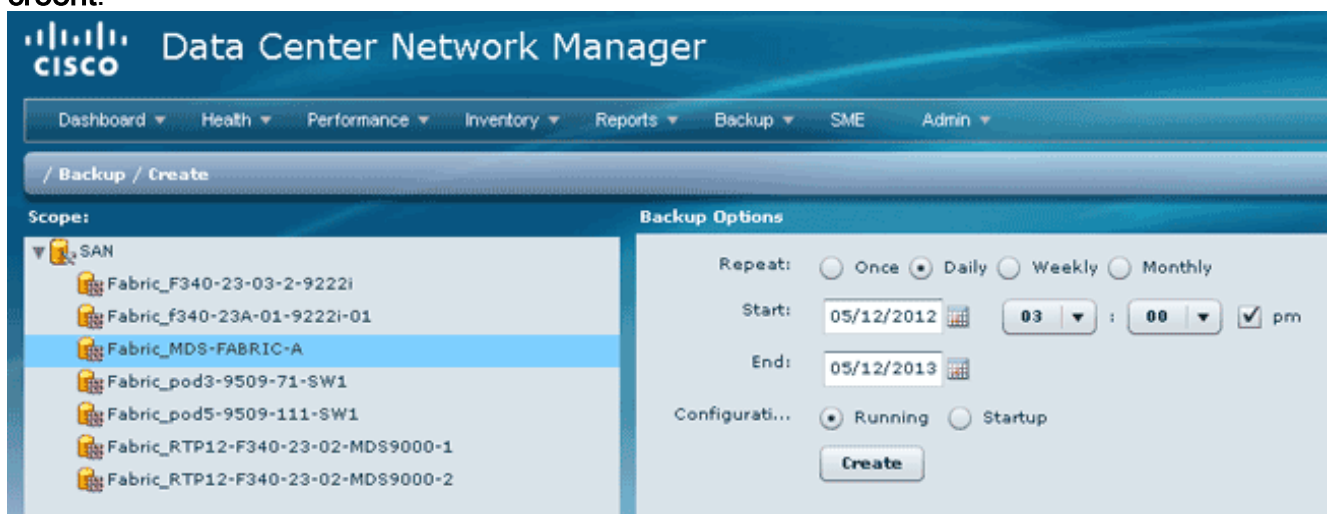 CISCO
Data Center Network Manager
Dashboard Health Performance Inventory Reports Backup SME Admin
/ Backup / Create
Scope:
SAN
Fabric_F340-23-03-2-9222i
Fabric_f340-23A-01-9222i-01
Fabric_MDS-FABRIC-A
Fabric_pod3-9509-71-SW1
Fabric_pod5-9509-111-SW1
Fabric_RTP12-F340-23-02-MDS9000-1
Fabric_RTP12-F340-23-02-MDS9000-2
Backup Options
Repeat: Once Daily Weekly Monthly
Start: 05/12/2012 03 : 00 pm
End: 05/12/2013
Configurati... Running Startup
Create